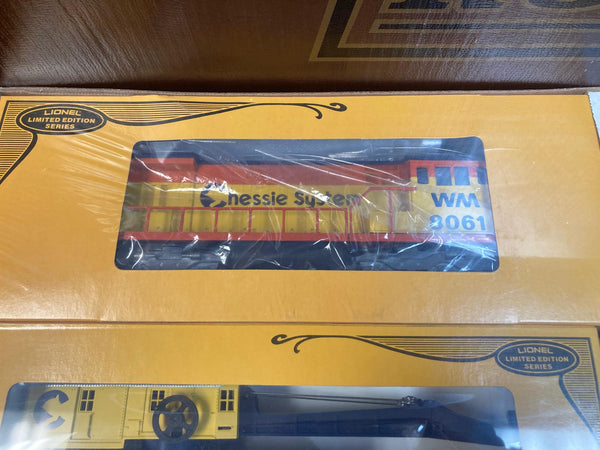 LIONEL
LIMITED EDITION
SERIES
Chessie System
WM
8061
LIONEL
LIMITED EDITION
SERIES